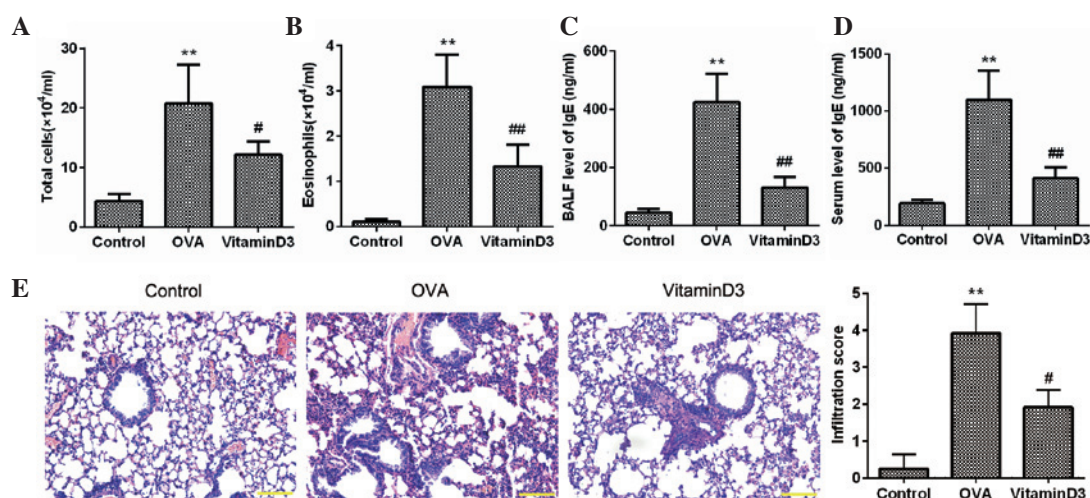 A
Total cells(×10⁴/ml)
30
20
10
0
**
#
Control
OVA
VitaminD3
B
Eosinophils(×10⁴/ml)
6
4
2
0
**
##
Control
OVA
VitaminD3
C
BALF level of IgE (ng/ml)
600
400
200
0
**
##
Control
OVA
VitaminD3
D
Serum level of IgE (ng/ml)
1500
1000
500
0
**
##
Control
OVA
VitaminD3
E
Control
OVA
VitaminD3
Infiltration score
5
4
3
2
1
0
**
#
Control
OVA
VitaminD3